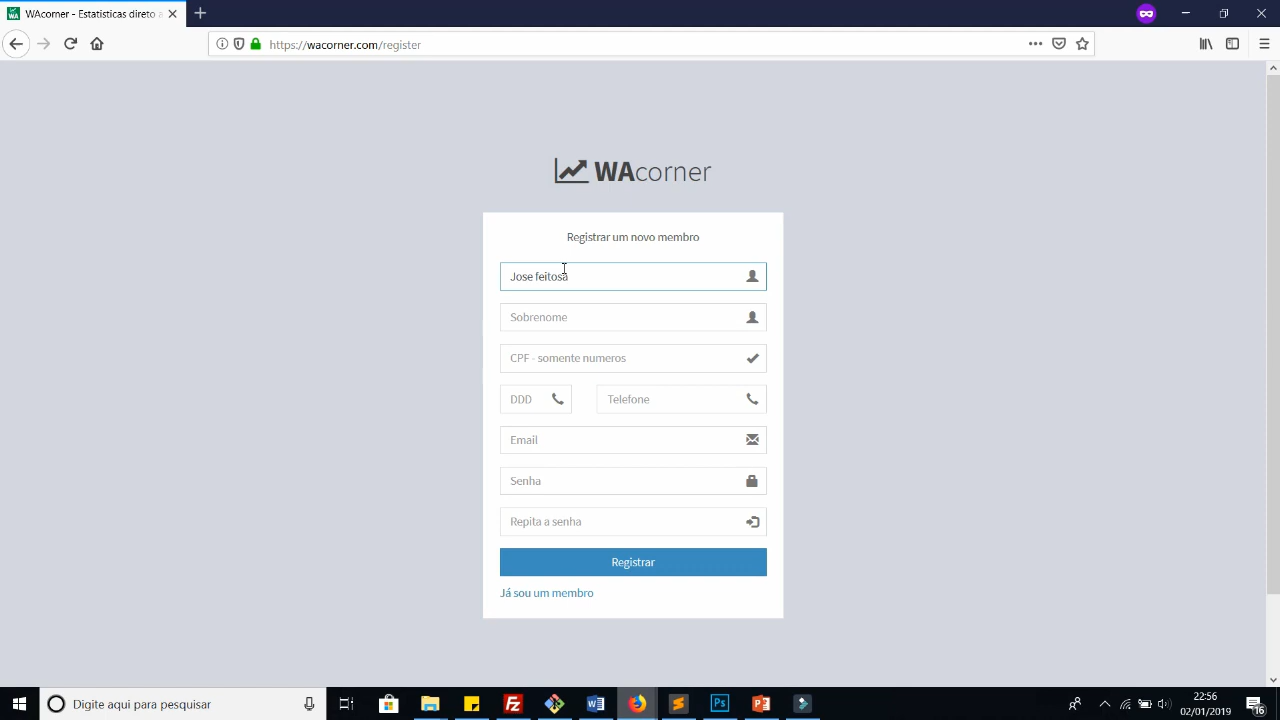 WAcorner - Estatisticas direto a
https://wacorner.com/register
WAcorner
Registrar um novo membro
Jose feitosa
Sobrenome
CPF - somente numeros
DDD
Telefone
Email
Senha
Repita a senha
Registrar
Já sou um membro
Digite aqui para pesquisar
22:56
02/01/2019
16